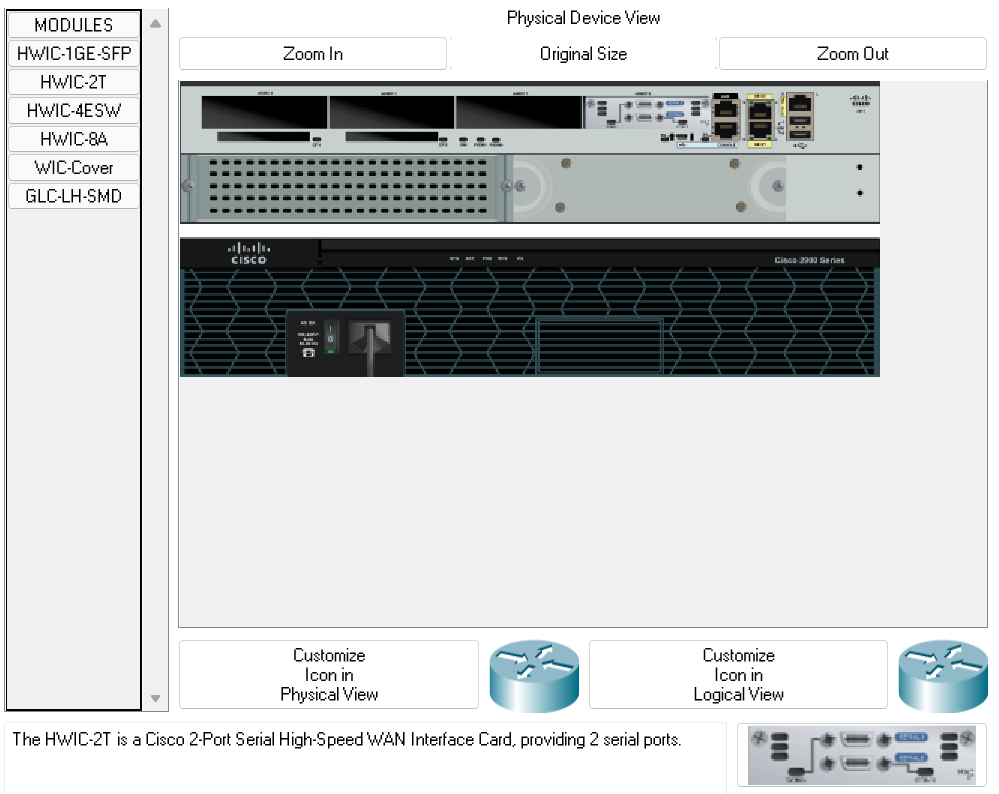 MODULES
HWIC-1GE-SFP
HWIC-2T
HWIC-4ESW
HWIC-8A
WIC-Cover
GLC-LH-SMD
Physical Device View
Zoom In
Original Size
Zoom Out
CONSOLE
CISCO
Cisco 2900 Series
Customize
Icon in
Physical View
Customize
Icon in
Logical View
The HWIC-2T is a Cisco 2-Port Serial High-Speed WAN Interface Card, providing 2 serial ports.
SERIAL
SERIAL